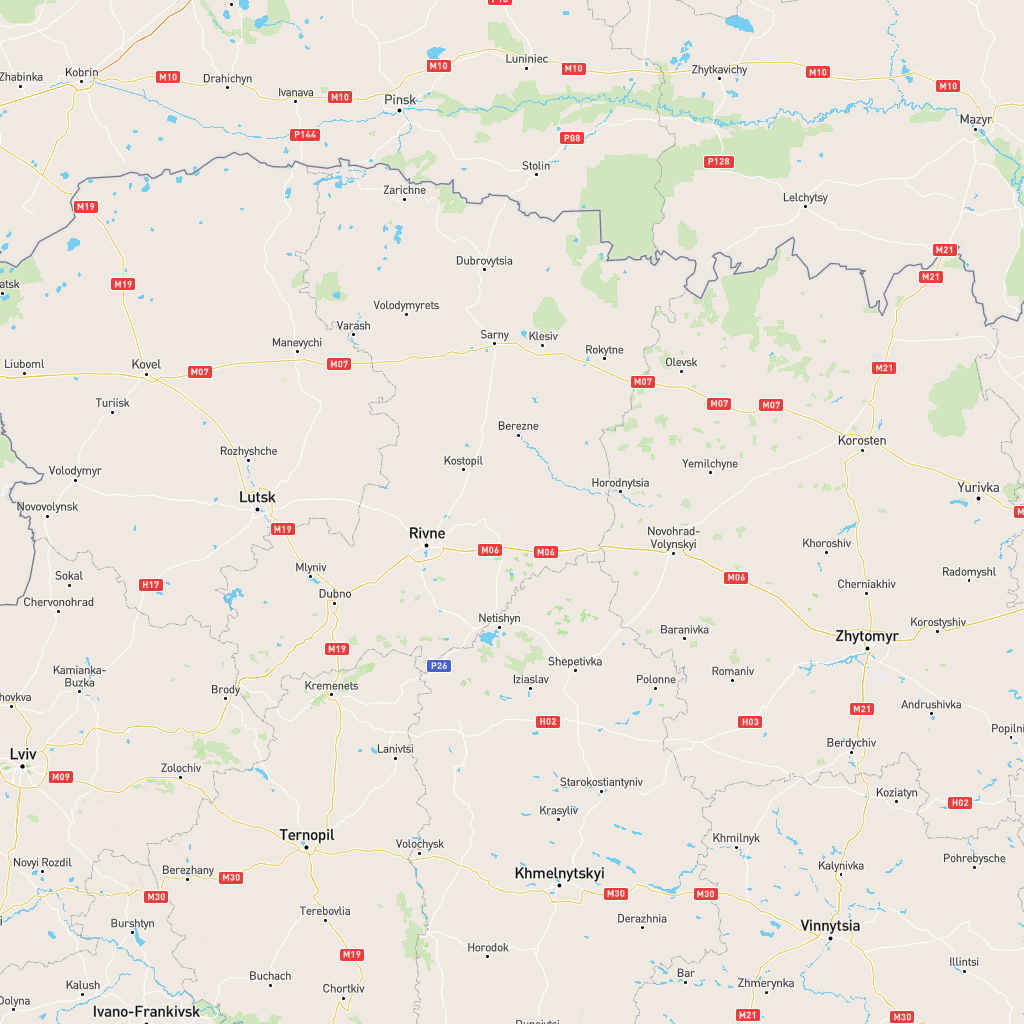 Luniniec
M10
M10
Zhytkavichy
M10
Kobrin
Zhabinka
M10
Drahichyn
Ivanava
M10
M10
Pinsk
Mazyr
P144
P88
P128
Stolin
Zarichne
Lelchytsy
M19
M21
Dubrovytsia
M21
M19
Volodymyrets
Varash
Sarny
Klesiv
Manevychi
Rokytne
Liuboml
Kovel
M07
M07
Olevsk
M21
M07
Turiisk
M07
M07
Berezne
Korosten
Rozhyshche
Kostopil
Volodymyr
Yemilchyne
Horodnytsia
Yurivka
Lutsk
Novovolynsk
M19
Rivne
Novohrad-
Volynskyi
M06
M06
Khoroshiv
Mlyniv
Sokal
H17
M06
Radomyshl
Cherniakhiv
Chervonohrad
Dubno
Netishyn
Korostyshiv
Baranivka
Zhytomyr
M19
P26
Shepetivka
Kamianka-
Buzka
Iziaslav
Polonne
Romaniv
Brody
Kremenets
M21
Andrushivka
H02
H03
Lanivtsi
Berdychiv
Lviv
M09
Zolochiv
Starokostiantyniv
Koziatyn
H02
Krasyliv
Ternopil
Khmilnyk
Volochysk
Novyi Rozdil
Berezhany
M30
Khmelnytskyi
Kalynivka
Pohrebysche
M30
M30
M30
Terebovlia
Burshtyn
Derazhnia
Vinnytsia
M19
Horodok
Illintsi
Buchach
Bar
Kalush
Chortkiv
Zhmerynka
Ivano-Frankivsk
M21
M30